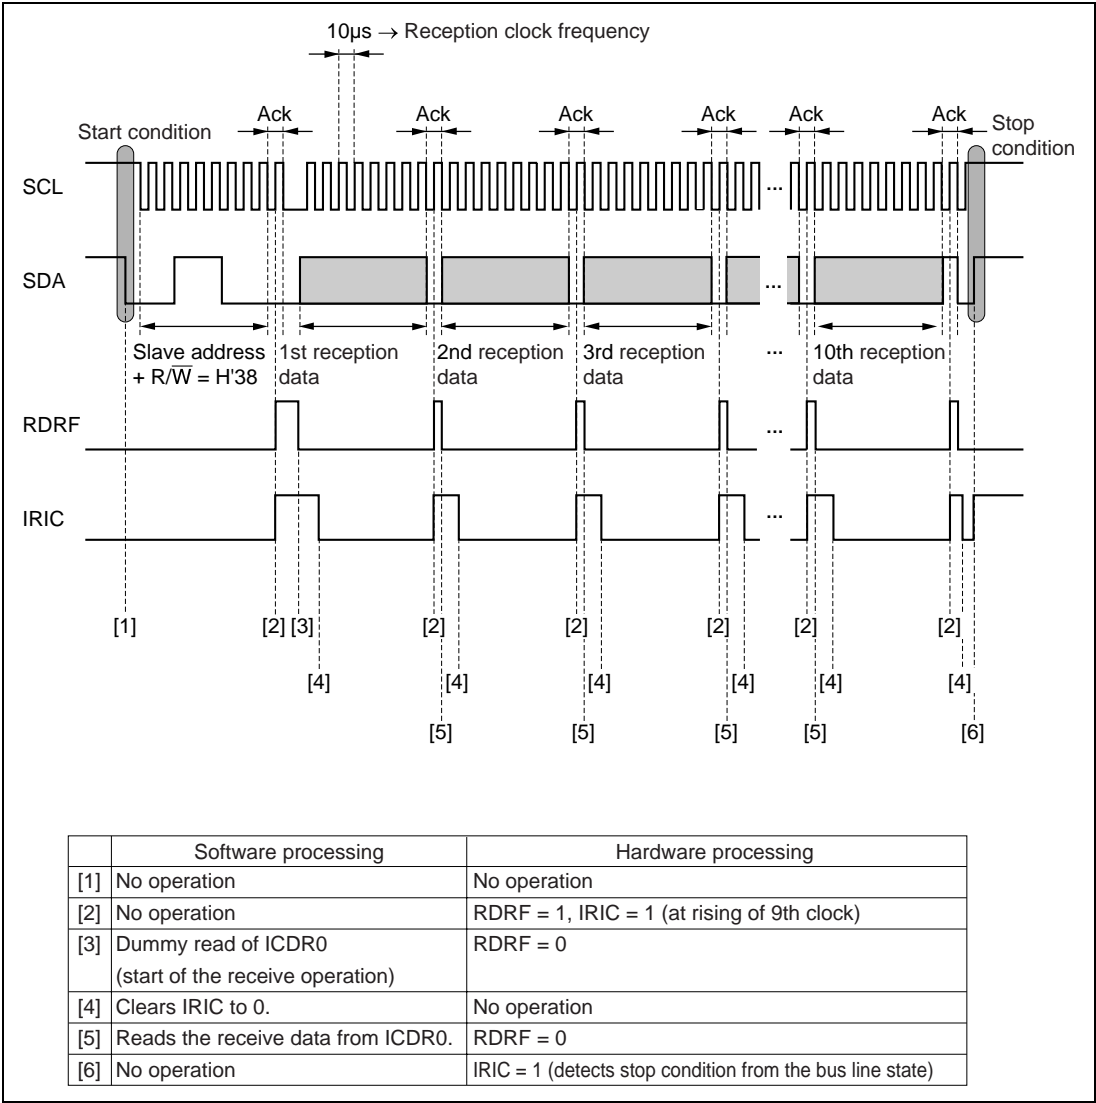 10µs → Reception clock frequency
Ack Ack Ack Ack Ack Ack
Start condition
Stop
condition
SCL
...
SDA
...
Slave address
+ R/W̅ = H'38
1st reception
data
2nd reception
data
3rd reception
data
...
10th reception
data
RDRF
...
IRIC
...
[1] [2] [3] [2] [2] [2] [2] [2]
[4] [4] [4] [4] [4] [4]
[5] [5] [5] [5] [6]
Software processing Hardware processing
[1] No operation No operation
[2] No operation RDRF = 1, IRIC = 1 (at rising of 9th clock)
[3] Dummy read of ICDR0 RDRF = 0
(start of the receive operation)
[4] Clears IRIC to 0. No operation
[5] Reads the receive data from ICDR0. RDRF = 0
[6] No operation IRIC = 1 (detects stop condition from the bus line state)